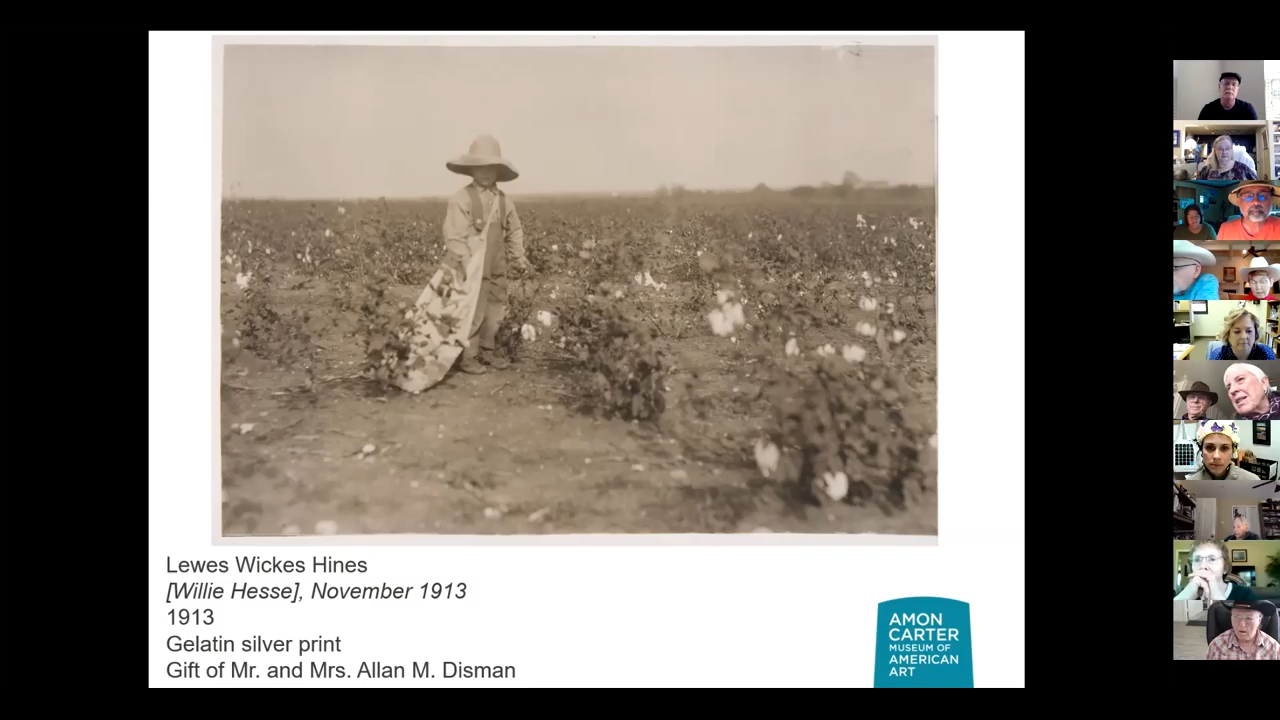 Lewes Wickes Hines
[Willie Hesse], November 1913
1913
Gelatin silver print
Gift of Mr. and Mrs. Allan M. Disman
AMON
CARTER
MUSEUM OF
AMERICAN
ART